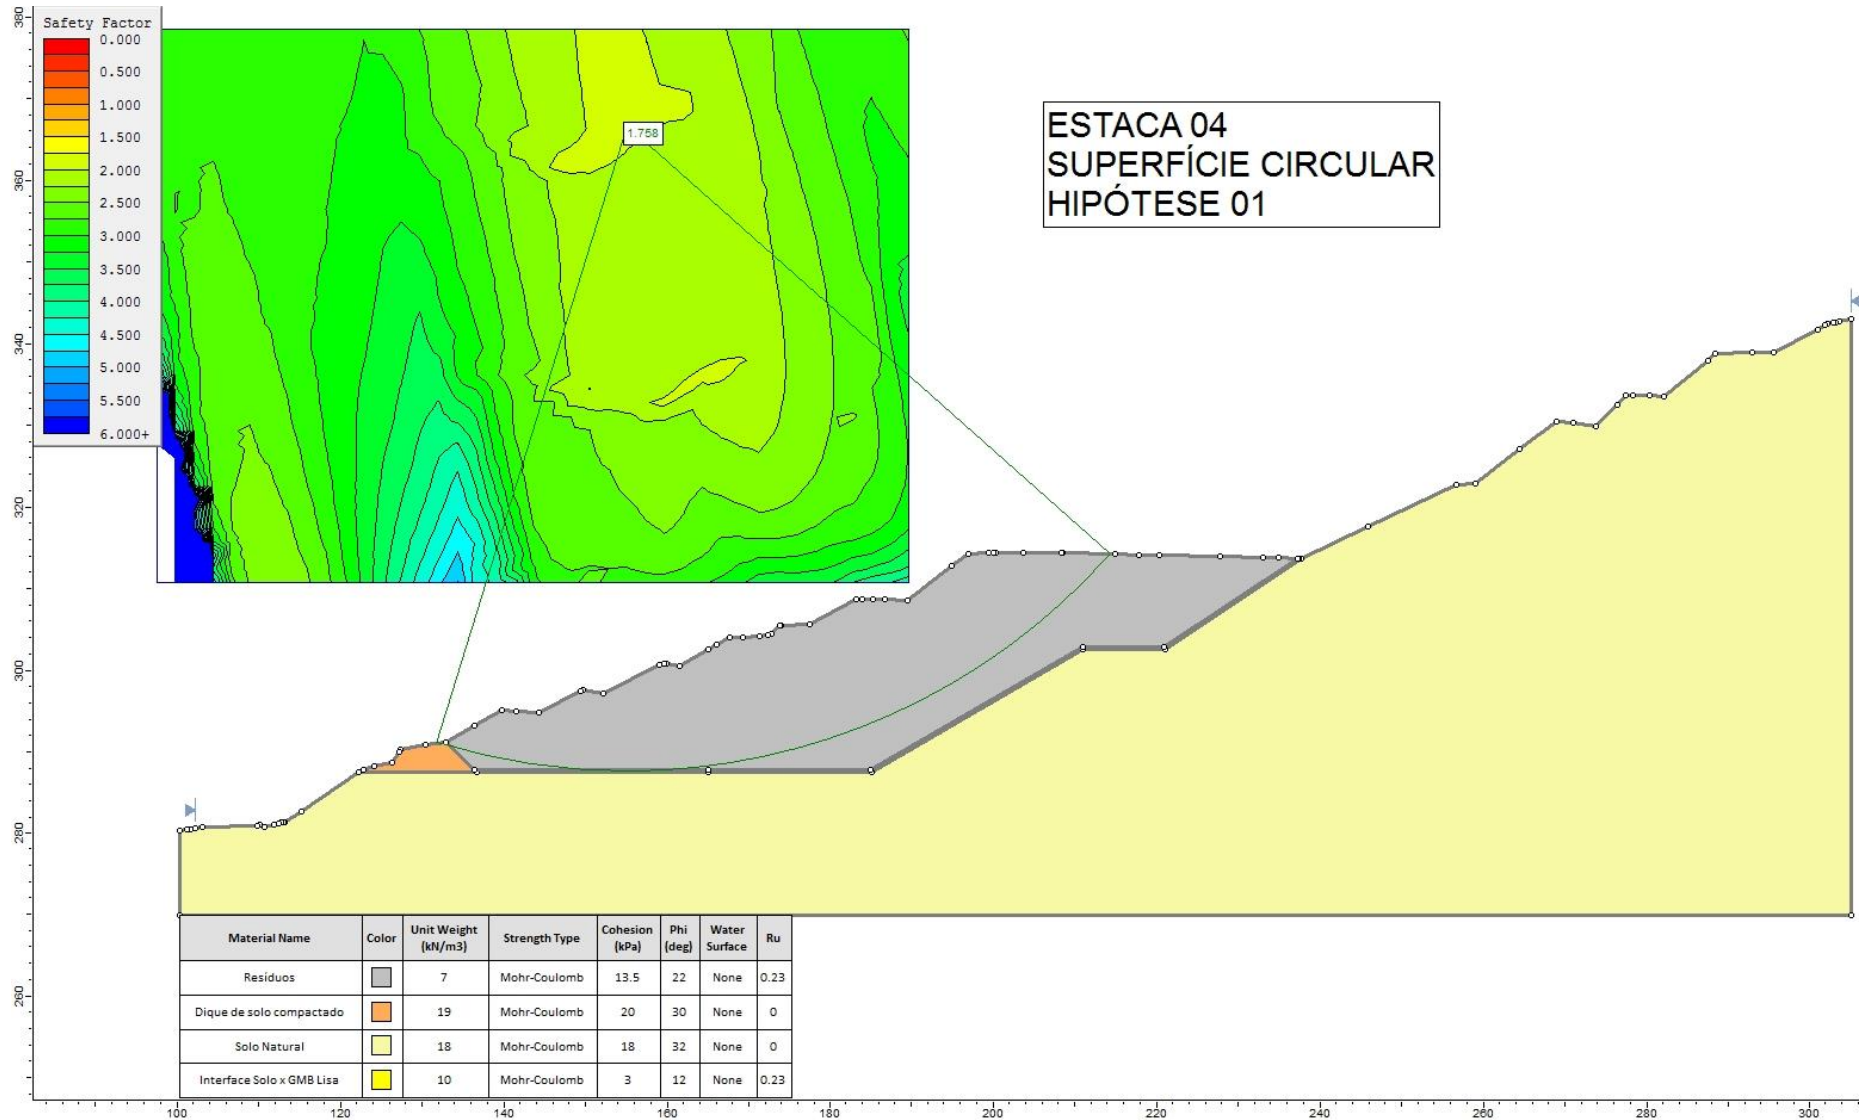 Safety Factor
0.000
0.500
1.000
1.500
2.000
2.500
3.000
3.500
4.000
4.500
5.000
5.500
6.000+
1.758
ESTACA 04
SUPERFÍCIE CIRCULAR
HIPÓTESE 01
380
360
340
320
300
280
260
Material Name Color Unit Weight (kN/m3) Strength Type Cohesion (kPa) Phi (deg) Water Surface Ru
Resíduos 7 Mohr-Coulomb 13.5 22 None 0.23
Dique de solo compactado 19 Mohr-Coulomb 20 30 None 0
Solo Natural 18 Mohr-Coulomb 18 32 None 0
Interface Solo x GMB Lisa 10 Mohr-Coulomb 3 12 None 0.23
100 120 140 160 180 200 220 240 260 280 300